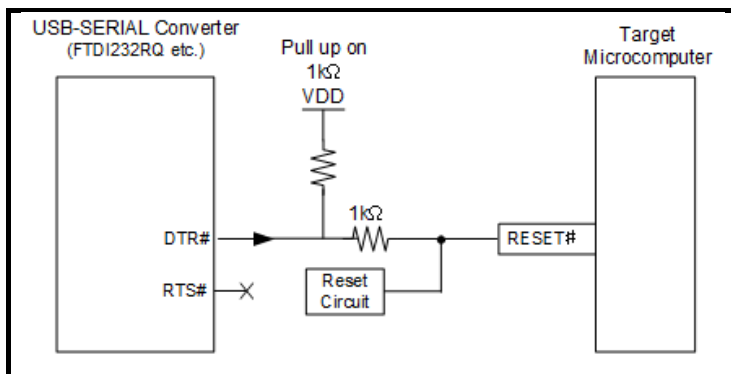 USB-SERIAL Converter
(FTDI232RQ etc.)
Pull up on
1kΩ
VDD
Target
Microcomputer
1kΩ
DTR#
RESET#
RTS#
Reset
Circuit